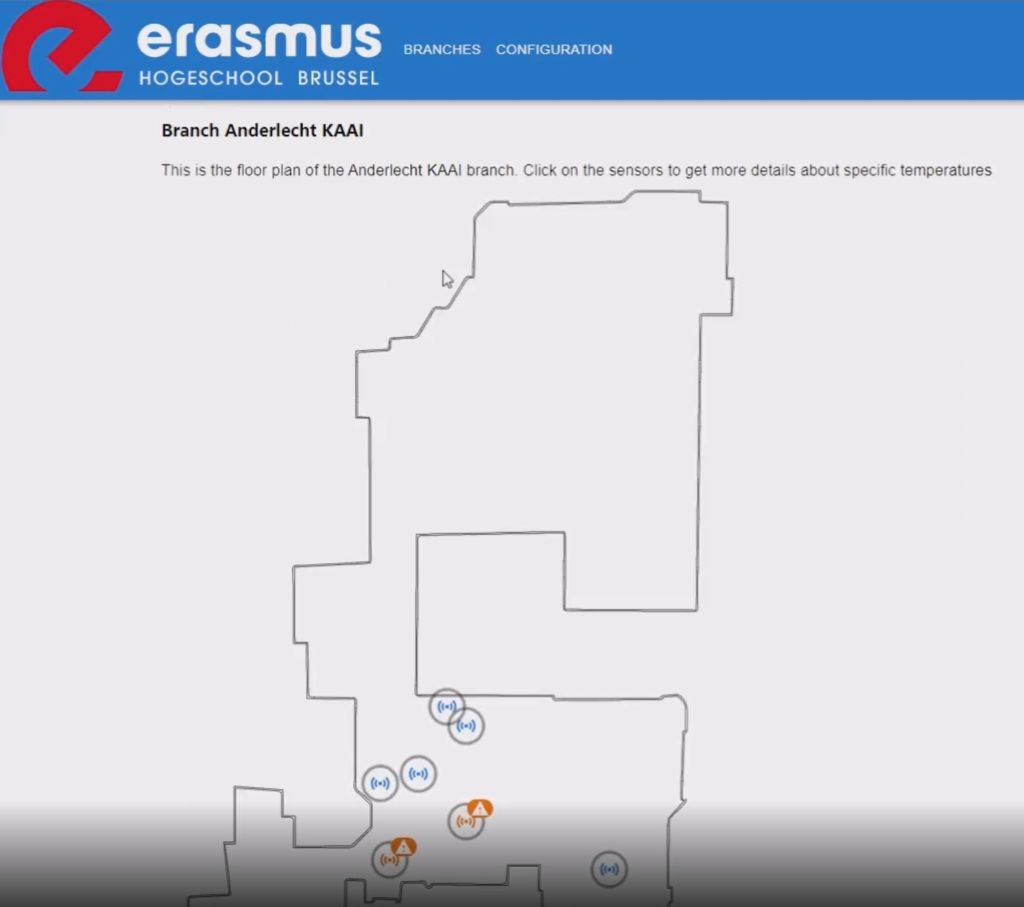 erasmus
HOGESCHOOL BRUSSEL
BRANCHES CONFIGURATION
Branch Anderlecht KAAI
This is the floor plan of the Anderlecht KAAI branch. Click on the sensors to get more details about specific temperatures